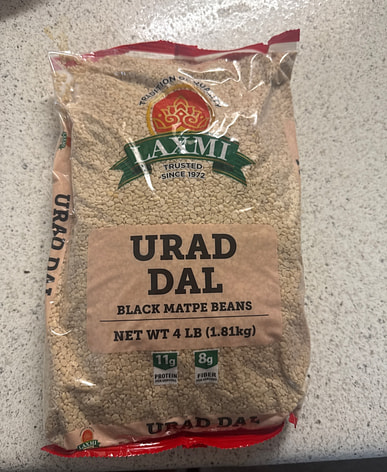 TRADITION OF QUALITY
LAXMI
TRUSTED
SINCE 1972
URAD DAL
URAD
DAL
BLACK MATPE BEANS
NET WT 4 LB (1.81kg)
11g
PROTEIN
8g
FIBER
LAXMI
URAD DAL